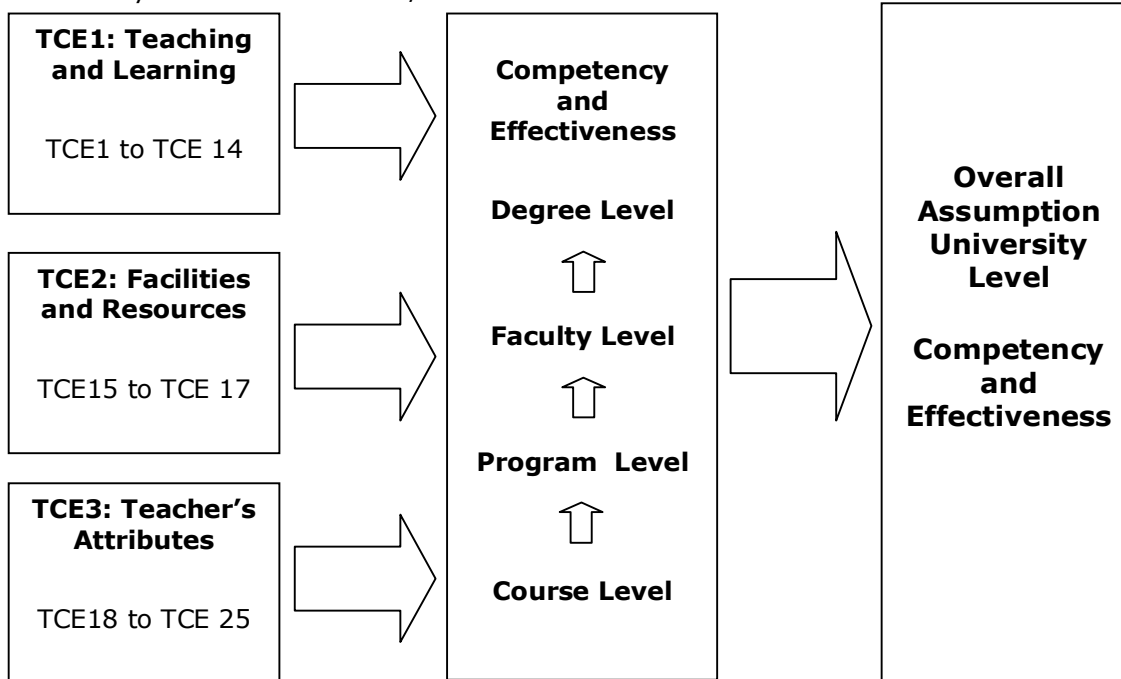 TCE1: Teaching
and Learning
TCE1 to TCE 14
TCE2: Facilities
and Resources
TCE15 to TCE 17
TCE3: Teacher’s
Attributes
TCE18 to TCE 25
Competency
and
Effectiveness
Degree Level
Faculty Level
Program  Level
Course Level
Overall
Assumption
University
Level
Competency
and
Effectiveness